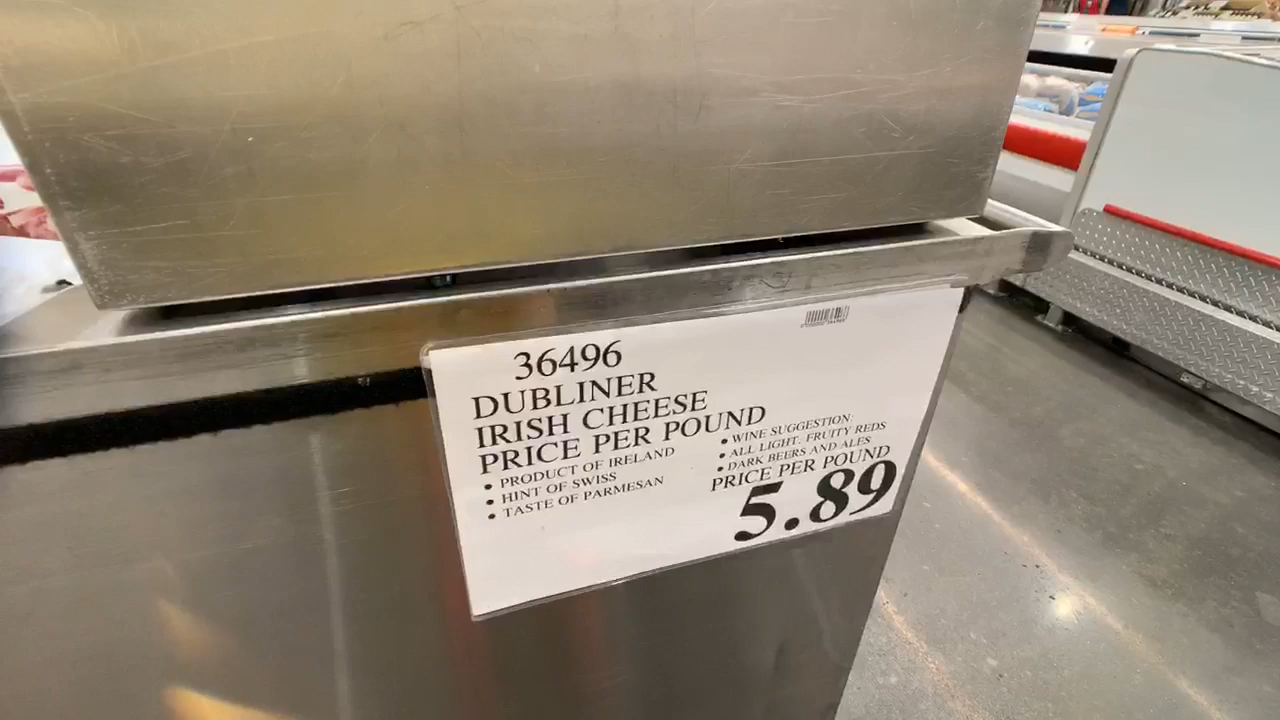 36496
DUBLINER
IRISH CHEESE
PRICE PER POUND
• PRODUCT OF IRELAND
• HINT OF SWISS
• TASTE OF PARMESAN
• WINE SUGGESTION:
• ALL LIGHT, FRUITY REDS
• DARK BEERS AND ALES
PRICE PER POUND
5.89